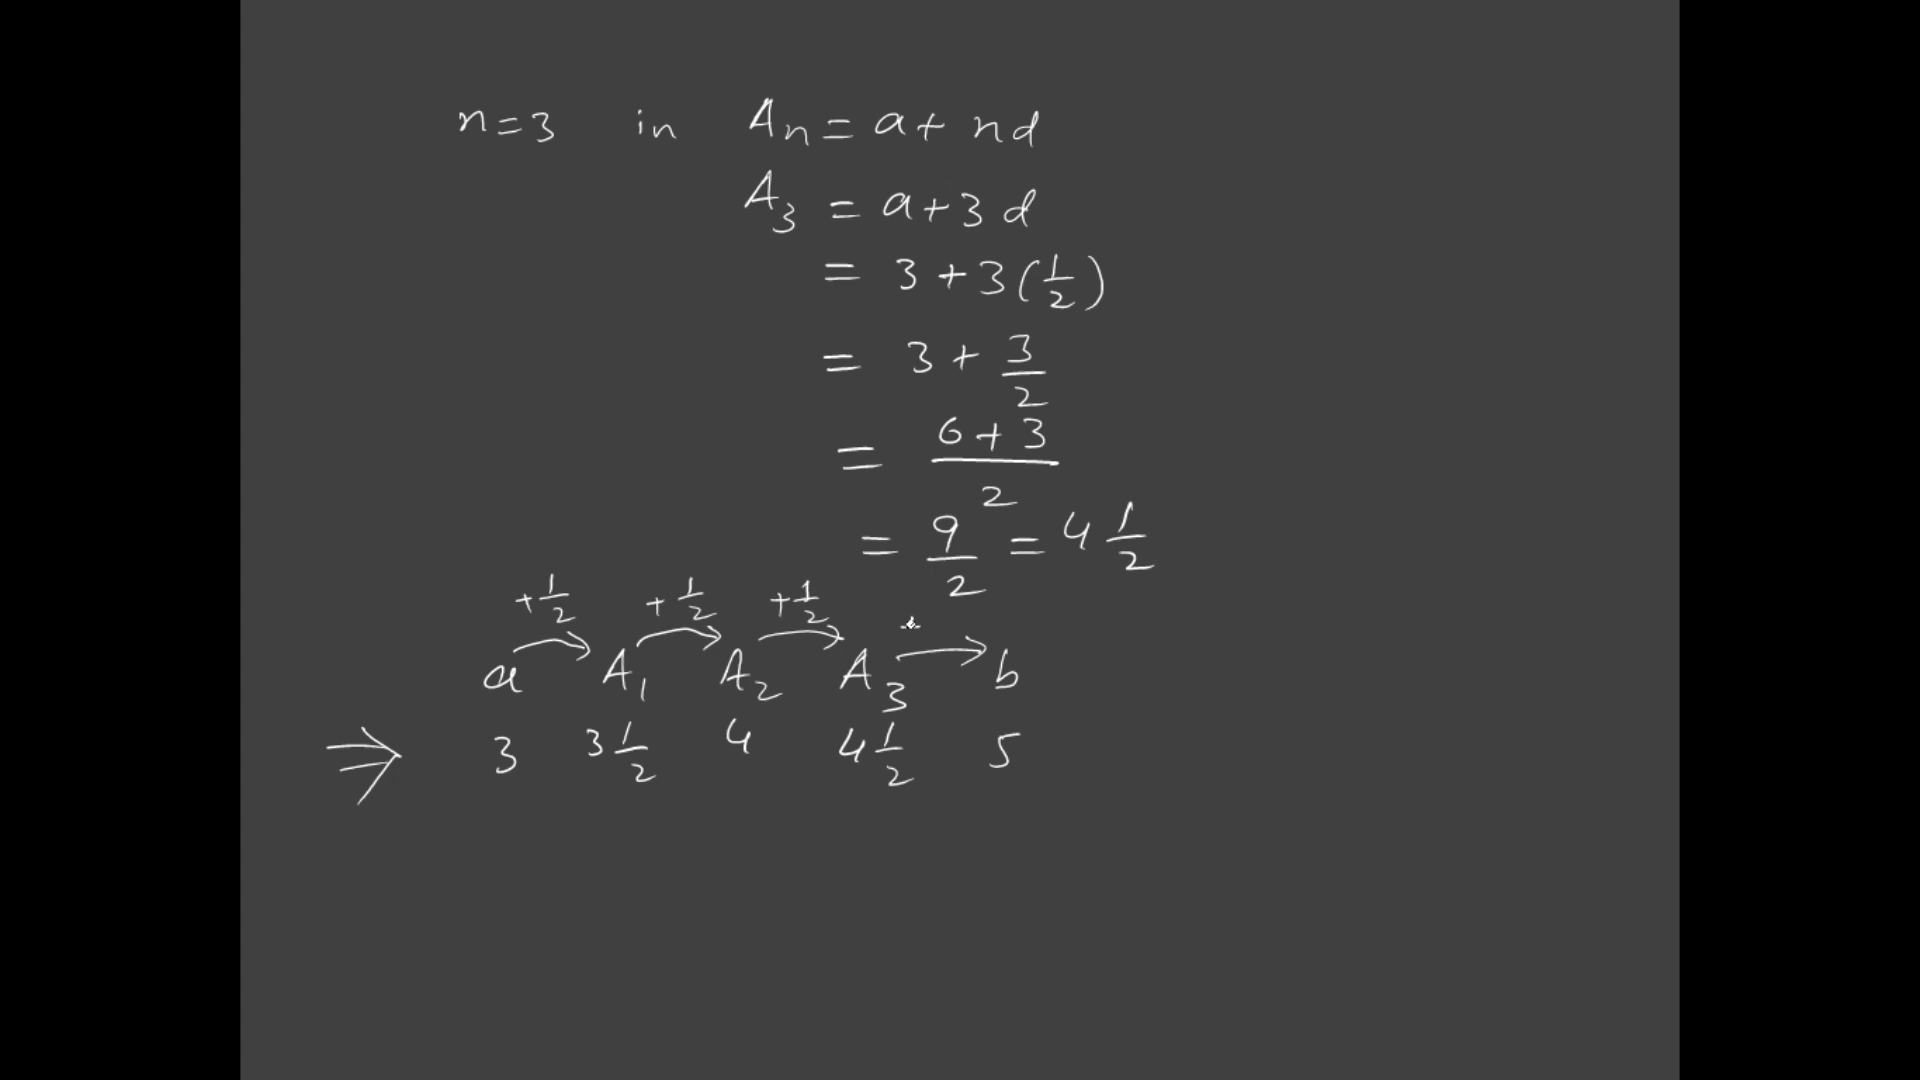 n=3 in Aₙ = a + nd
A₃ = a+3d
= 3 + 3(1/2)
= 3 + 3/2
= (6+3)/2
= 9/2 = 4 1/2
+1/2 +1/2 +1/2
a → A₁ → A₂ → A₃ → b
⇒ 3 3 1/2 4 4 1/2 5